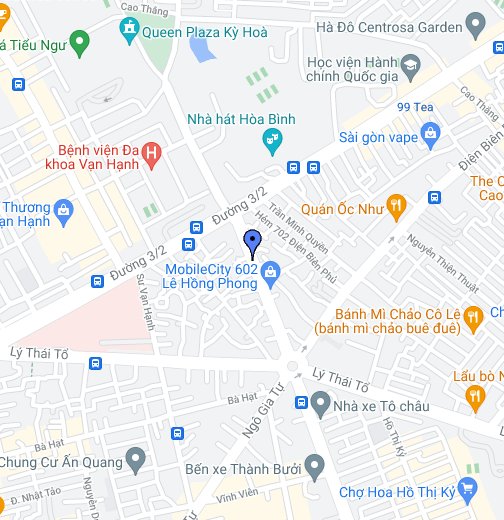 Cao Thắng
Queen Plaza Kỳ Hoà
Hà Đô Centrosa Garden
á Tiểu Ngư
Học viện Hành
chính Quốc gia
Cao Thắng
99 Tea
Nhà hát Hòa Bình
Sài gòn vape
Điện Biên
Bệnh viện Đa
khoa Vạn Hạnh
The C
Cao
Thương
Vạn Hạnh
Đường 3/2
Trần Minh Quyền
Quán Ốc Như
Hẻm 702 Điện Biên Phủ
Nguyễn Thiện Thuật
Đường 3/2
MobileCity 602
Lê Hồng Phong
Sư Vạn Hạnh
Bánh Mì Chảo Cô Lê
(bánh mì chảo buê đuê)
Ch
Lý Thái Tổ
Lý Thái Tổ
Lẩu bò N
Ngô Gia Tự
Bà Hạt
Nhà xe Tô châu
Bà Hạt
Hồ Thị Kỷ
Chung Cư Ấn Quang
Bến xe Thành Bưởi
Đ. Nhật Tảo
Vĩnh Viễn
Chợ Hoa Hồ Thị Kỷ